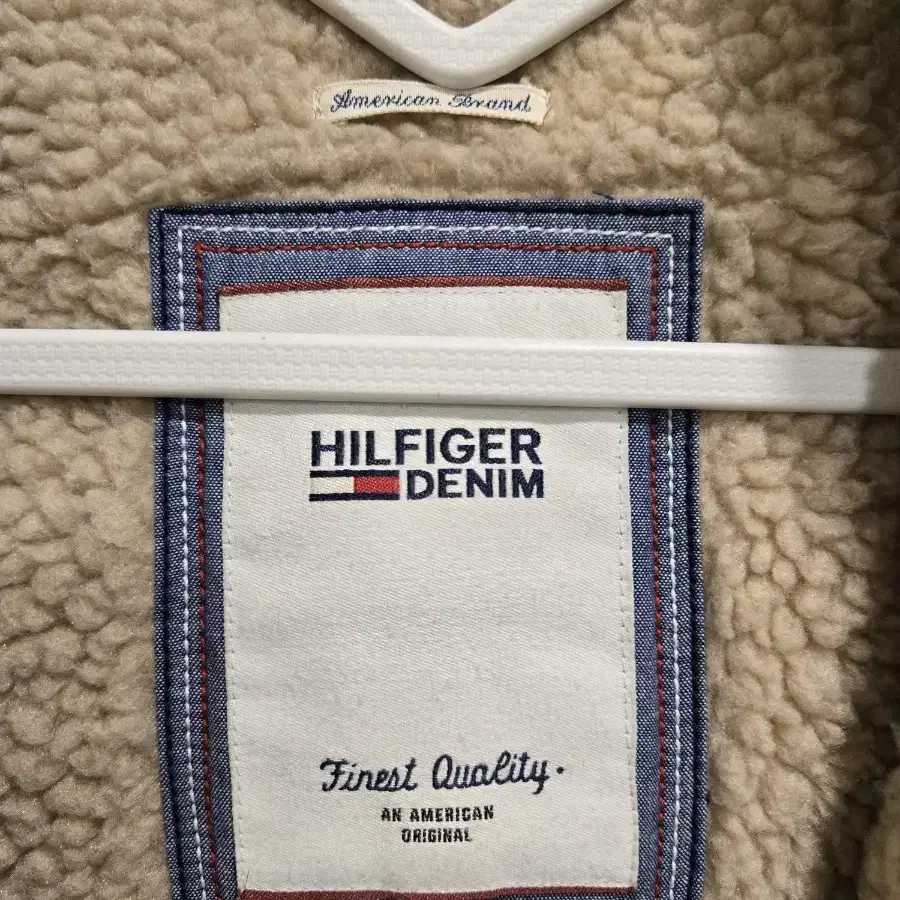 American Brand
HILFIGER
DENIM
Finest Quality.
AN AMERICAN
ORIGINAL